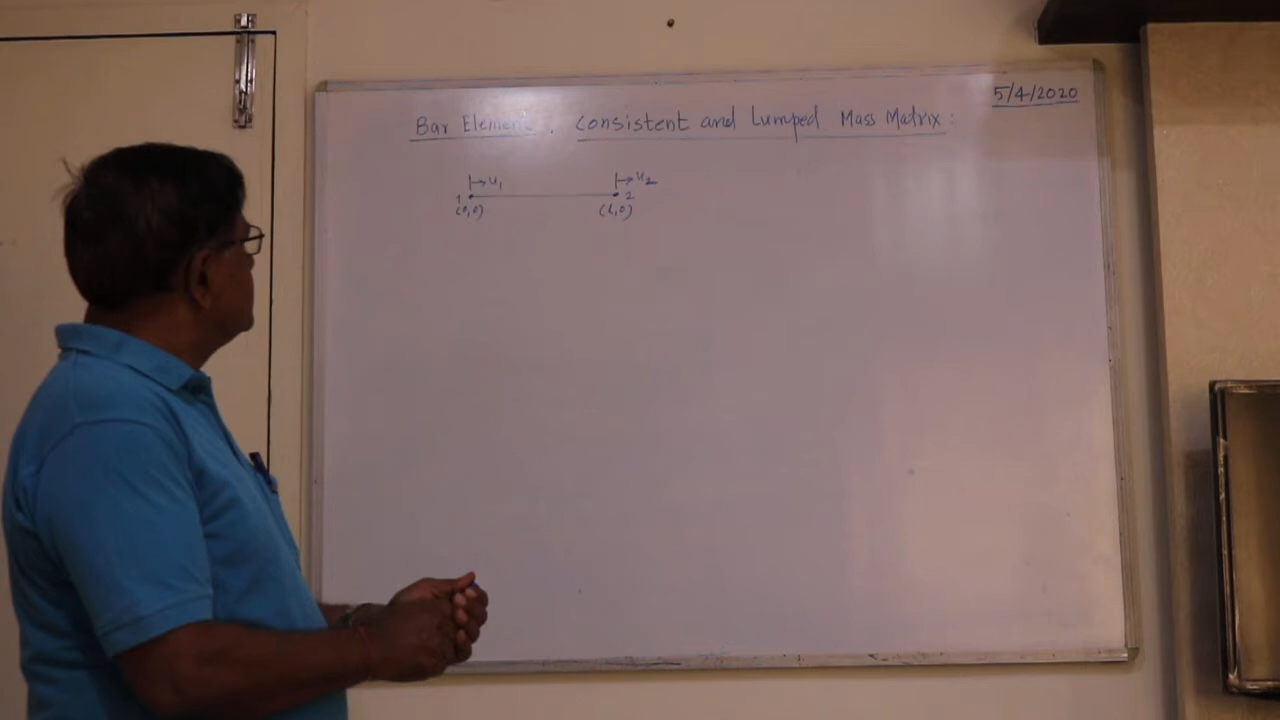 5/4/2020
Bar Element. Consistent and Lumped Mass Matrix:
u1 u2
1 2
(0,0) (L,0)